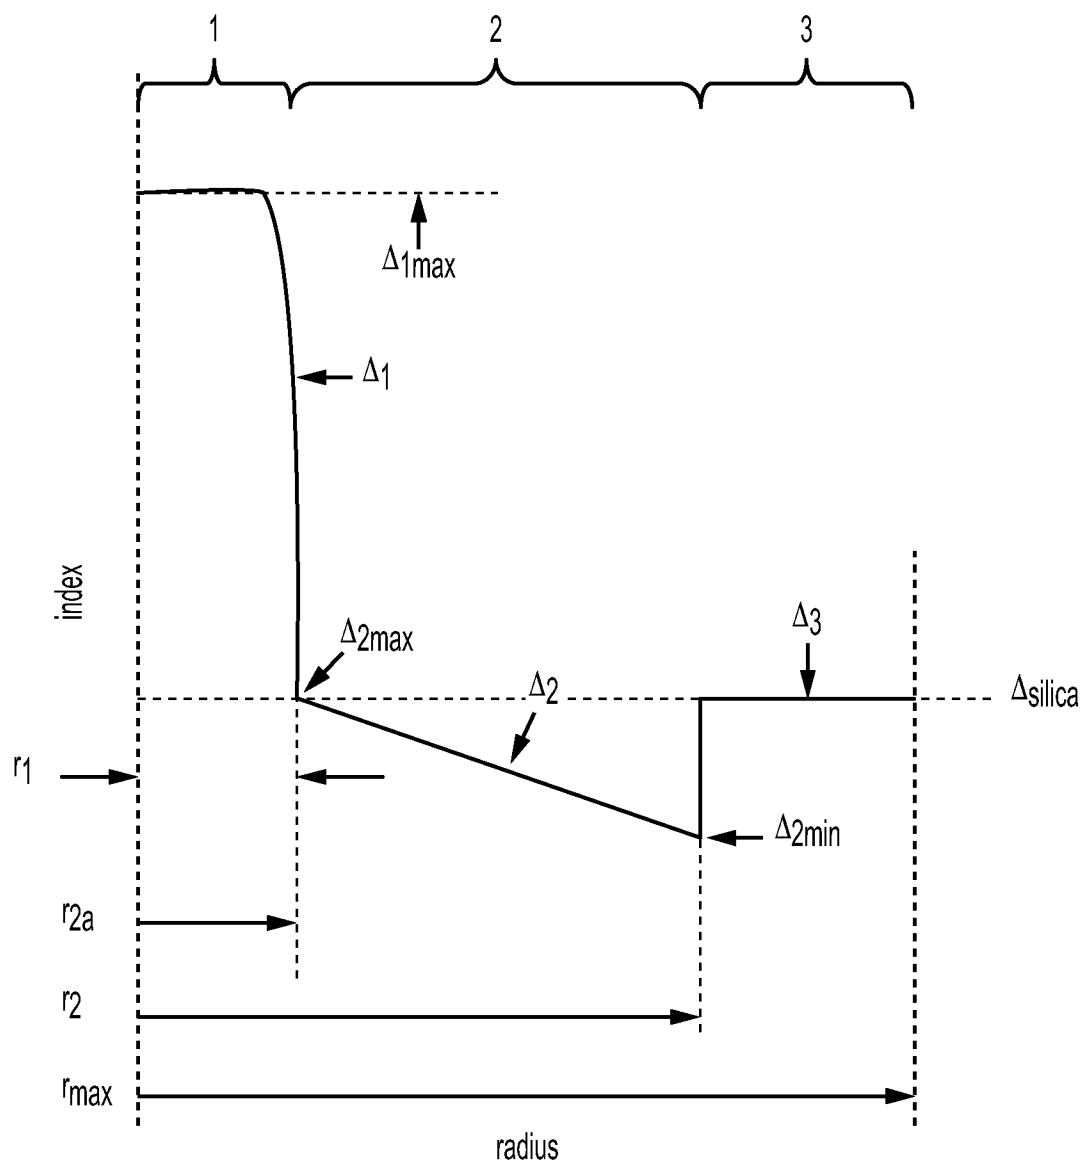 1 2 3
Δ1max
Δ1
index
Δ2max
Δ3
Δ2
Δsilica
r1
Δ2min
r2a
r2
rmax
radius